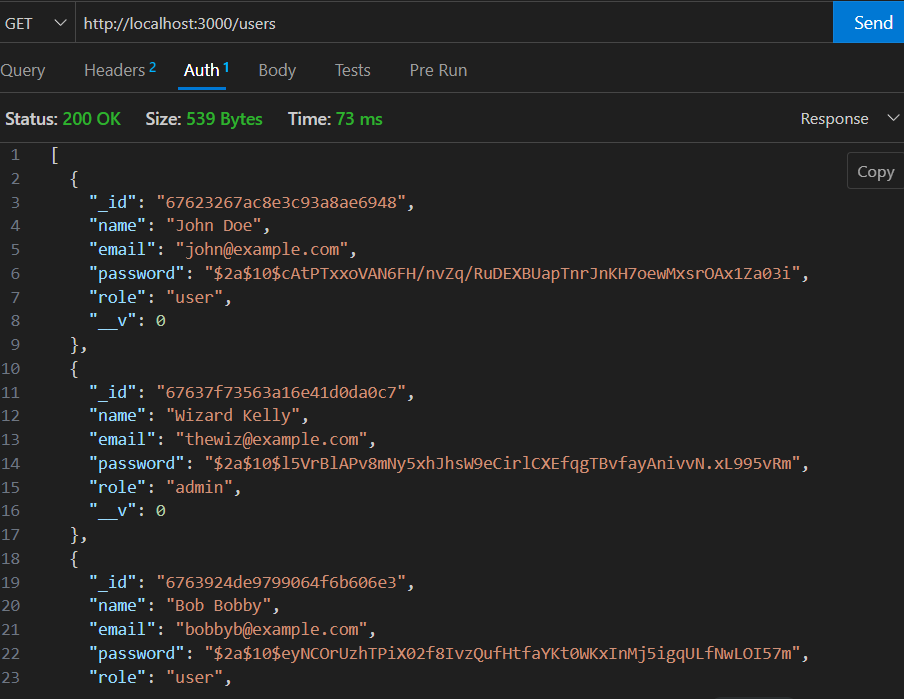 GET http://localhost:3000/users Send
Query Headers 2 Auth 1 Body Tests Pre Run
Status: 200 OK Size: 539 Bytes Time: 73 ms Response
Copy
1 [
2 {
3 "_id": "67623267ac8e3c93a8ae6948",
4 "name": "John Doe",
5 "email": "john@example.com",
6 "password": "$2a$10$cAtPTxxoVAN6FH/nvZq/RuDEXBUapTnrJnKH7oewMxsrOAx1Za03i",
7 "role": "user",
8 "__v": 0
9 },
10 {
11 "_id": "67637f73563a16e41d0da0c7",
12 "name": "Wizard Kelly",
13 "email": "thewiz@example.com",
14 "password": "$2a$10$l5VrBlAPv8mNy5xhJhsW9eCirlCXEfqgTBvfayAnivvN.xL995vRm",
15 "role": "admin",
16 "__v": 0
17 },
18 {
19 "_id": "6763924de9799064f6b606e3",
20 "name": "Bob Bobby",
21 "email": "bobbyb@example.com",
22 "password": "$2a$10$eyNCOrUzhTPiX02f8IvzQufHtfaYKt0WKxInMj5igqULfNwLOI57m",
23 "role": "user",